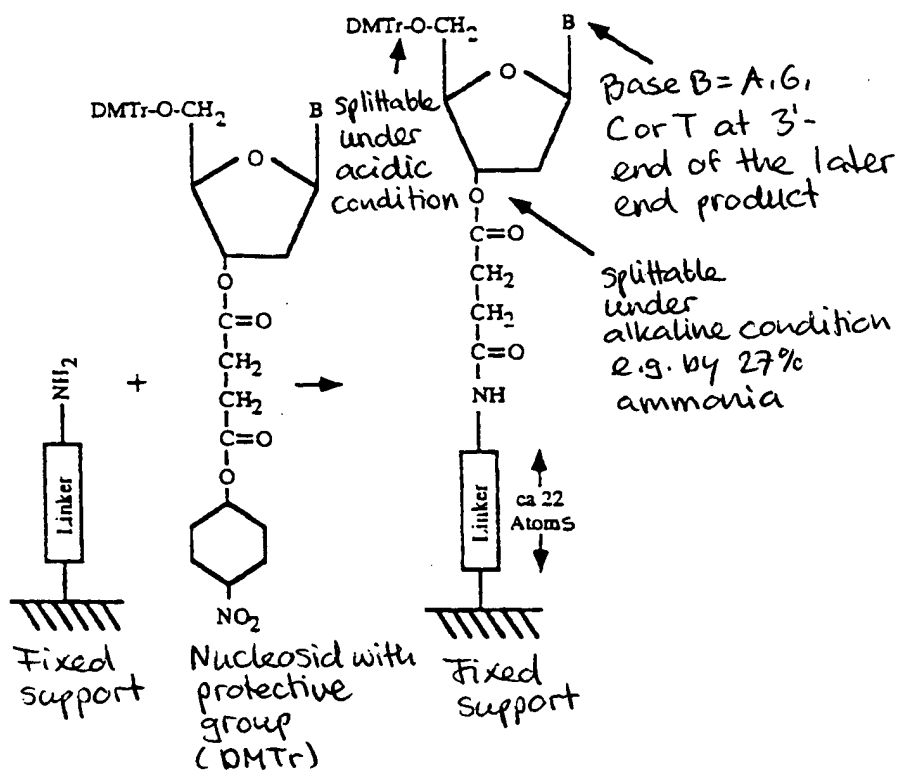 DMTr-O-CH2
B
O
O
C=O
CH2
CH2
C=O
O
NO2
NH2
Linker
+
Fixed
support
Nucleosid with
protective
group
(DMTr)
DMTr-O-CH2
B
O
O
C=O
CH2
CH2
C=O
NH
Linker
ca 22
Atoms
Fixed
support
splittable
under
acidic
condition
Base B=A,G,
C or T at 3'-
end of the later
end product
splittable
under
alkaline condition
e.g. by 27%
ammonia